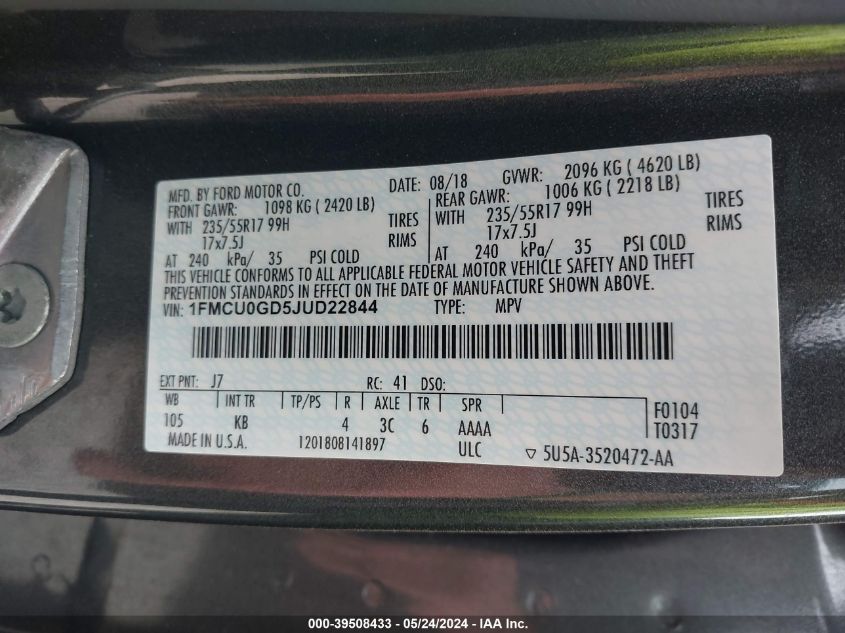 MFD. BY FORD MOTOR CO. DATE: 08/18 GVWR: 2096 KG ( 4620 LB)
FRONT GAWR: 1098 KG ( 2420 LB) REAR GAWR: 1006 KG ( 2218 LB)
WITH 235/55R17 99H TIRES WITH 235/55R17 99H TIRES
17x7.5J RIMS 17x7.5J RIMS
AT 240 kPa/ 35 PSI COLD AT 240 kPa/ 35 PSI COLD
THIS VEHICLE CONFORMS TO ALL APPLICABLE FEDERAL MOTOR VEHICLE SAFETY AND THEFT
PREVENTION STANDARDS IN EFFECT ON THE DATE OF MANUFACTURE SHOWN ABOVE.
VIN: 1FMCU0GD5JUD22844 TYPE: MPV
EXT PNT: J7 RC: 41 DSO:
WB INT TR TP/PS R AXLE TR SPR F0104
105 KB 4 3C 6 AAAA T0317
MADE IN U.S.A. 1201808141897 ULC ▽ 5U5A-3520472-AA
000-39508433 - 05/24/2024 - IAA Inc.